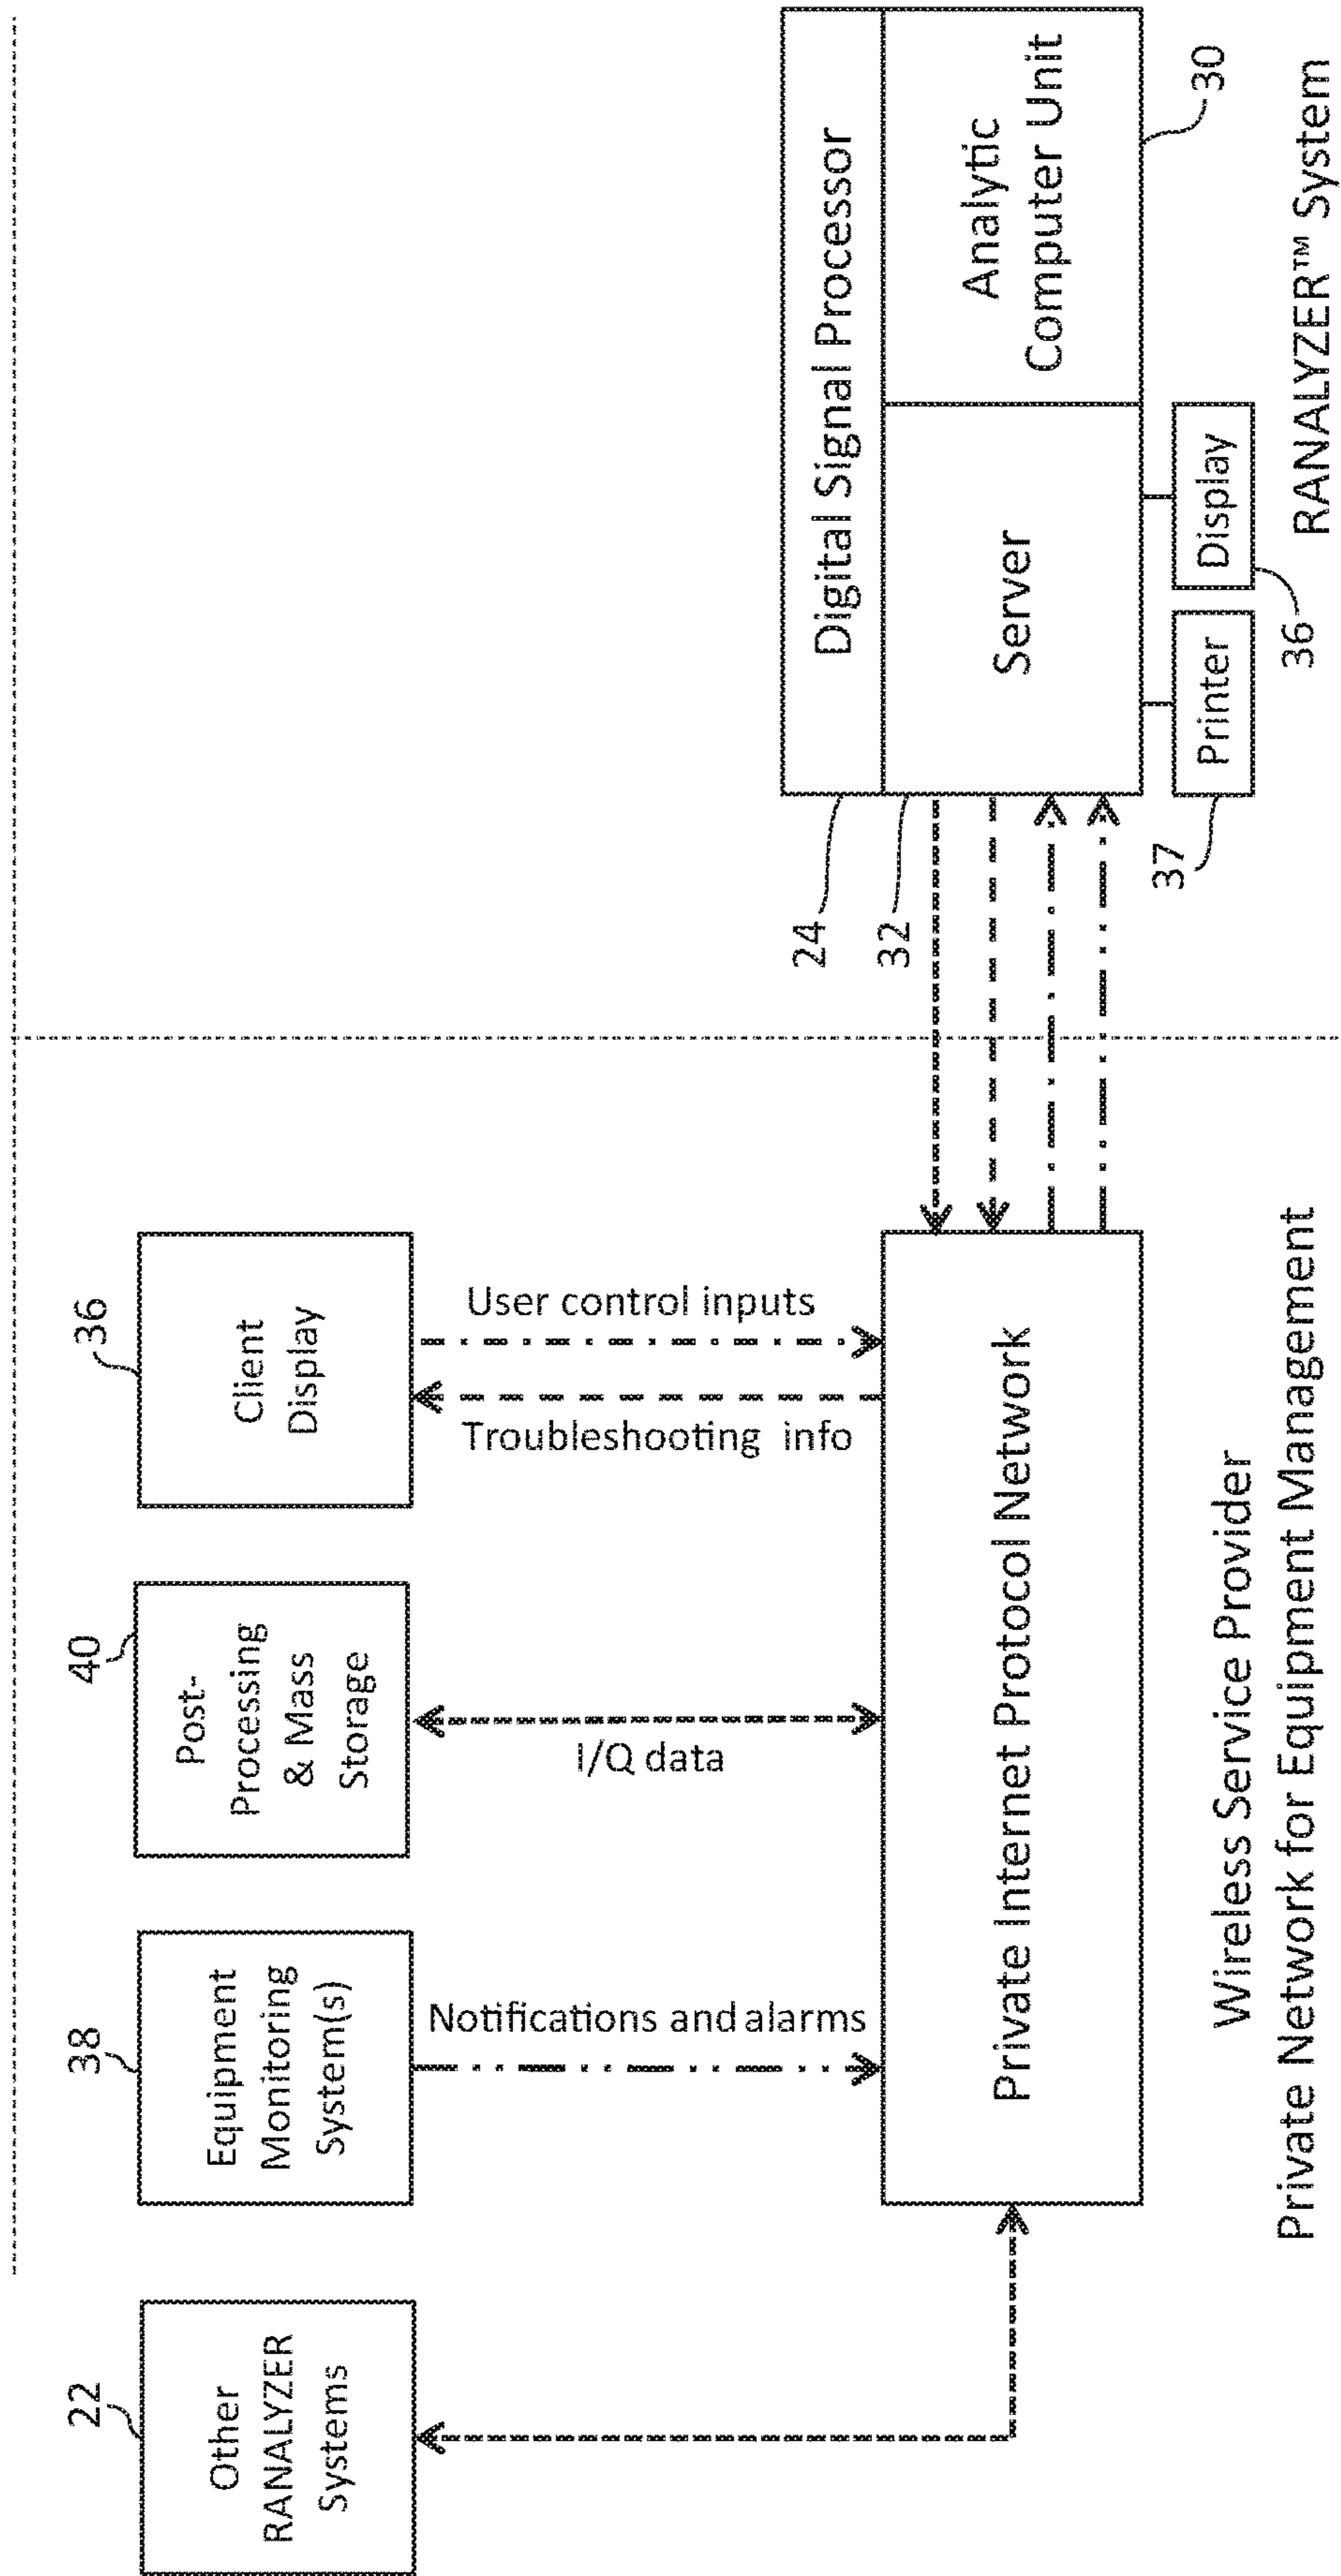 22
38
40
36
Other
RANALYZER
Systems
Equipment
Monitoring
System(s)
Post-
Processing
& Mass
Storage
Client
Display
Notifications and alarms
I/Q data
Troubleshooting info
User control inputs
Private Internet Protocol Network
Wireless Service Provider
Private Network for Equipment Management
24
32
Digital Signal Processor
Server
Analytic
Computer Unit
37
Printer
Display
36
30
RANALYZER™ System